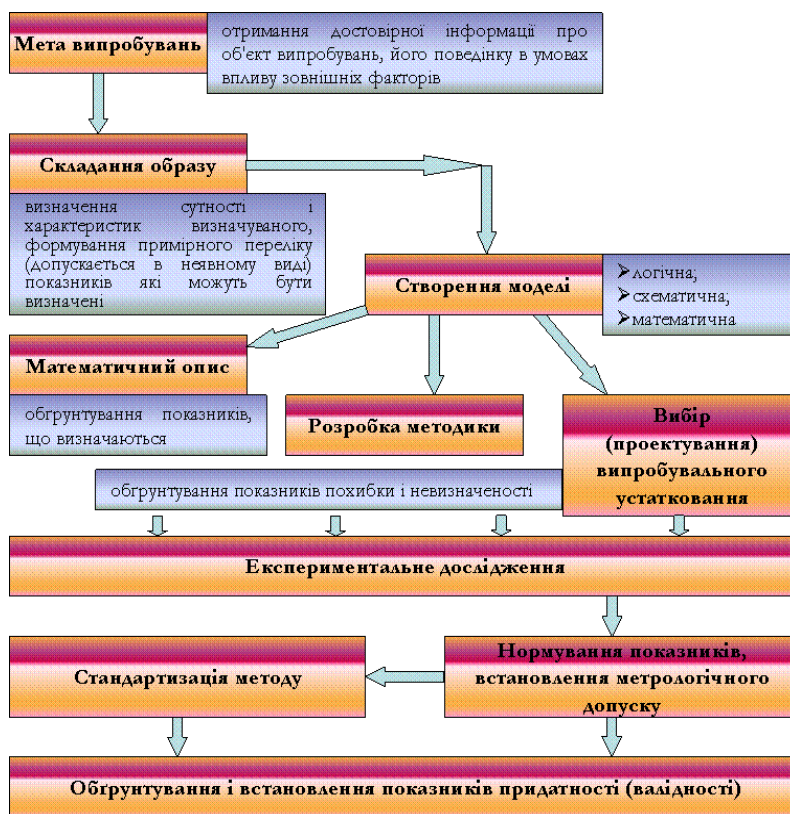 Мета випробувань
отримання достовірної інформації про
об'єкт випробувань, його поведінку в умовах
впливу зовнішніх факторів
Складання образу
визначення сутності і
характеристик визначуваного,
формування примірного переліку
(допускається в неявному виді)
показників які можуть бути
визначені
Створення моделі
логічна;
схематична;
математична
Математичний опис
обґрунтування показників,
що визначаються
Розробка методики
Вибір
(проектування)
випробувального
устатковання
обґрунтування показників похибки і невизначеності
Експериментальне дослідження
Нормування показників,
встановлення метрологічного
допуску
Стандартизація методу
Обґрунтування і встановлення показників придатності (валідності)